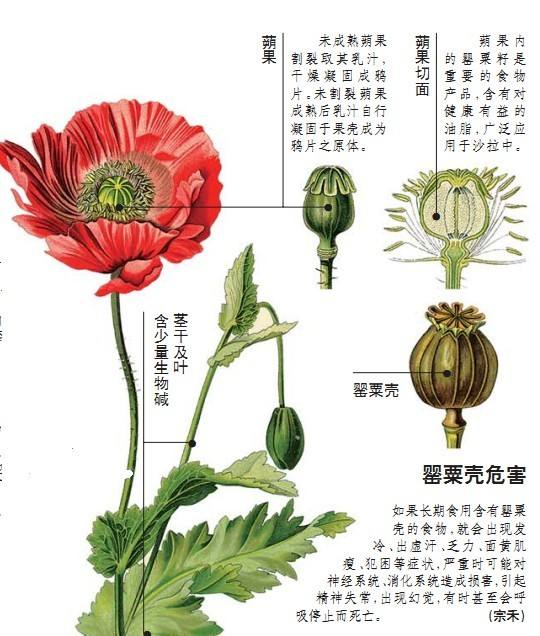 蒴果
未成熟蒴果
割裂取其乳汁，
干燥凝固成鸦
片。未割裂蒴果
成熟后乳汁自行
凝固于果壳成为
鸦片之原体。
蒴果切面
蒴果内
的罂粟籽是
重要的食物
产品，含有对
健康有益的
油脂，广泛应
用于沙拉中。
茎干及叶
含少量生物碱
罂粟壳
罂粟壳危害
如果长期食用含有罂粟
壳的食物，就会出现发
冷、出虚汗、乏力、面黄肌
瘦、犯困等症状，严重时可能对
神经系统、消化系统造成损害，引起
精神失常，出现幻觉，有时甚至会呼
吸停止而死亡。
(宗禾)